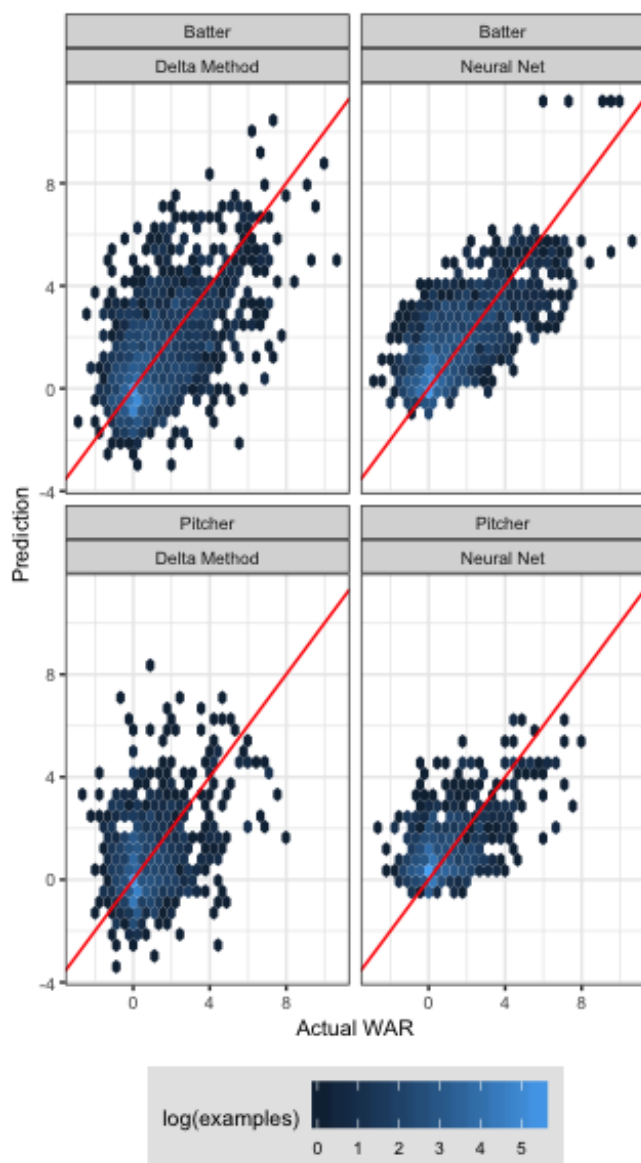 Batter
Batter
Delta Method
Neural Net
8
4
0
-4
Prediction
Pitcher
Pitcher
Delta Method
Neural Net
8
4
0
-4
0
4
8
0
4
8
Actual WAR
log(examples)
0
1
2
3
4
5